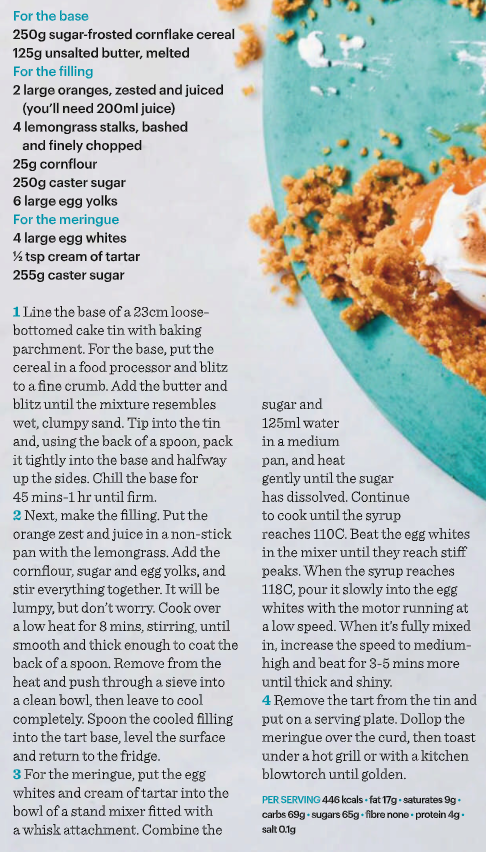 For the base
250g sugar-frosted cornflake cereal
125g unsalted butter, melted
For the filling
2 large oranges, zested and juiced
(you’ll need 200ml juice)
4 lemongrass stalks, bashed
and finely chopped
25g cornflour
250g caster sugar
6 large egg yolks
For the meringue
4 large egg whites
½ tsp cream of tartar
255g caster sugar
1 Line the base of a 23cm loose-
bottomed cake tin with baking
parchment. For the base, put the
cereal in a food processor and blitz
to a fine crumb. Add the butter and
blitz until the mixture resembles
wet, clumpy sand. Tip into the tin
and, using the back of a spoon, pack
it tightly into the base and halfway
up the sides. Chill the base for
45 mins-1 hr until firm.
2 Next, make the filling. Put the
orange zest and juice in a non-stick
pan with the lemongrass. Add the
cornflour, sugar and egg yolks, and
stir everything together. It will be
lumpy, but don’t worry. Cook over
a low heat for 8 mins, stirring, until
smooth and thick enough to coat the
back of a spoon. Remove from the
heat and push through a sieve into
a clean bowl, then leave to cool
completely. Spoon the cooled filling
into the tart base, level the surface
and return to the fridge.
3 For the meringue, put the egg
whites and cream of tartar into the
bowl of a stand mixer fitted with
a whisk attachment. Combine the
sugar and
125ml water
in a medium
pan, and heat
gently until the sugar
has dissolved. Continue
to cook until the syrup
reaches 110C. Beat the egg whites
in the mixer until they reach stiff
peaks. When the syrup reaches
118C, pour it slowly into the egg
whites with the motor running at
a low speed. When it’s fully mixed
in, increase the speed to medium-
high and beat for 3-5 mins more
until thick and shiny.
4 Remove the tart from the tin and
put on a serving plate. Dollop the
meringue over the curd, then toast
under a hot grill or with a kitchen
blowtorch until golden.
PER SERVING 446 kcals • fat 17g • saturates 9g •
carbs 69g • sugars 65g • fibre none • protein 4g •
salt 0.1g